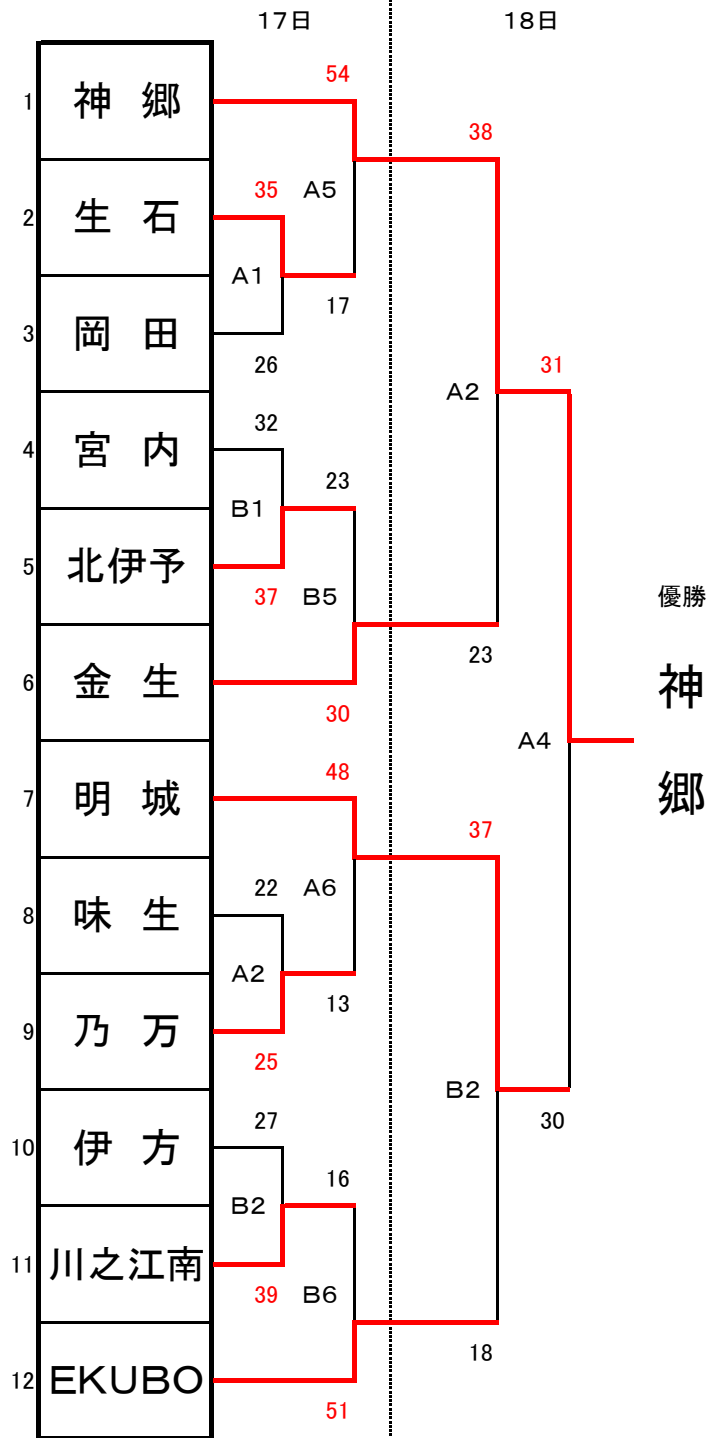 17日
18日
54
1 神 郷
38
35
A5
2 生 石
A1
17
3 岡 田
26
31
A2
32
4 宮 内
23
B1
5 北伊予
37
B5
優勝
23
6 金 生
30
神
A4
48
7 明 城
郷
37
22
A6
8 味 生
A2
13
9 乃 万
25
B2
27
30
10 伊 方
16
B2
11 川之江南
39
B6
18
12 EKUBO
51